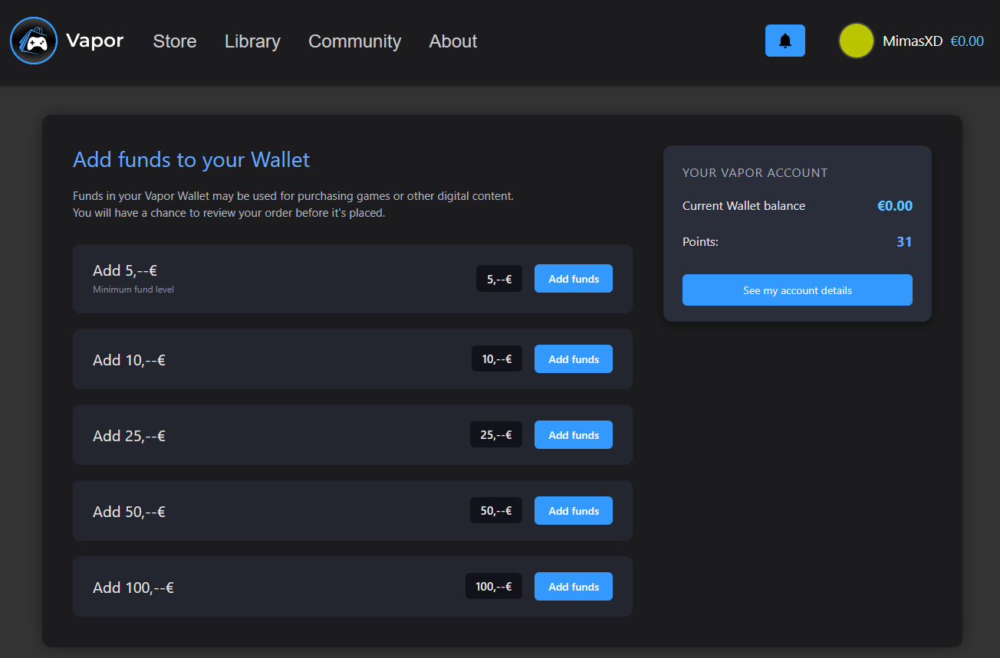 Vapor Store Library Community About MimasXD €0.00
Add funds to your Wallet
Funds in your Vapor Wallet may be used for purchasing games or other digital content.
You will have a chance to review your order before it's placed.
Add 5,--€
Minimum fund level
5,--€ Add funds
Add 10,--€ 10,--€ Add funds
Add 25,--€ 25,--€ Add funds
Add 50,--€ 50,--€ Add funds
Add 100,--€ 100,--€ Add funds
YOUR VAPOR ACCOUNT
Current Wallet balance €0.00
Points: 31
See my account details